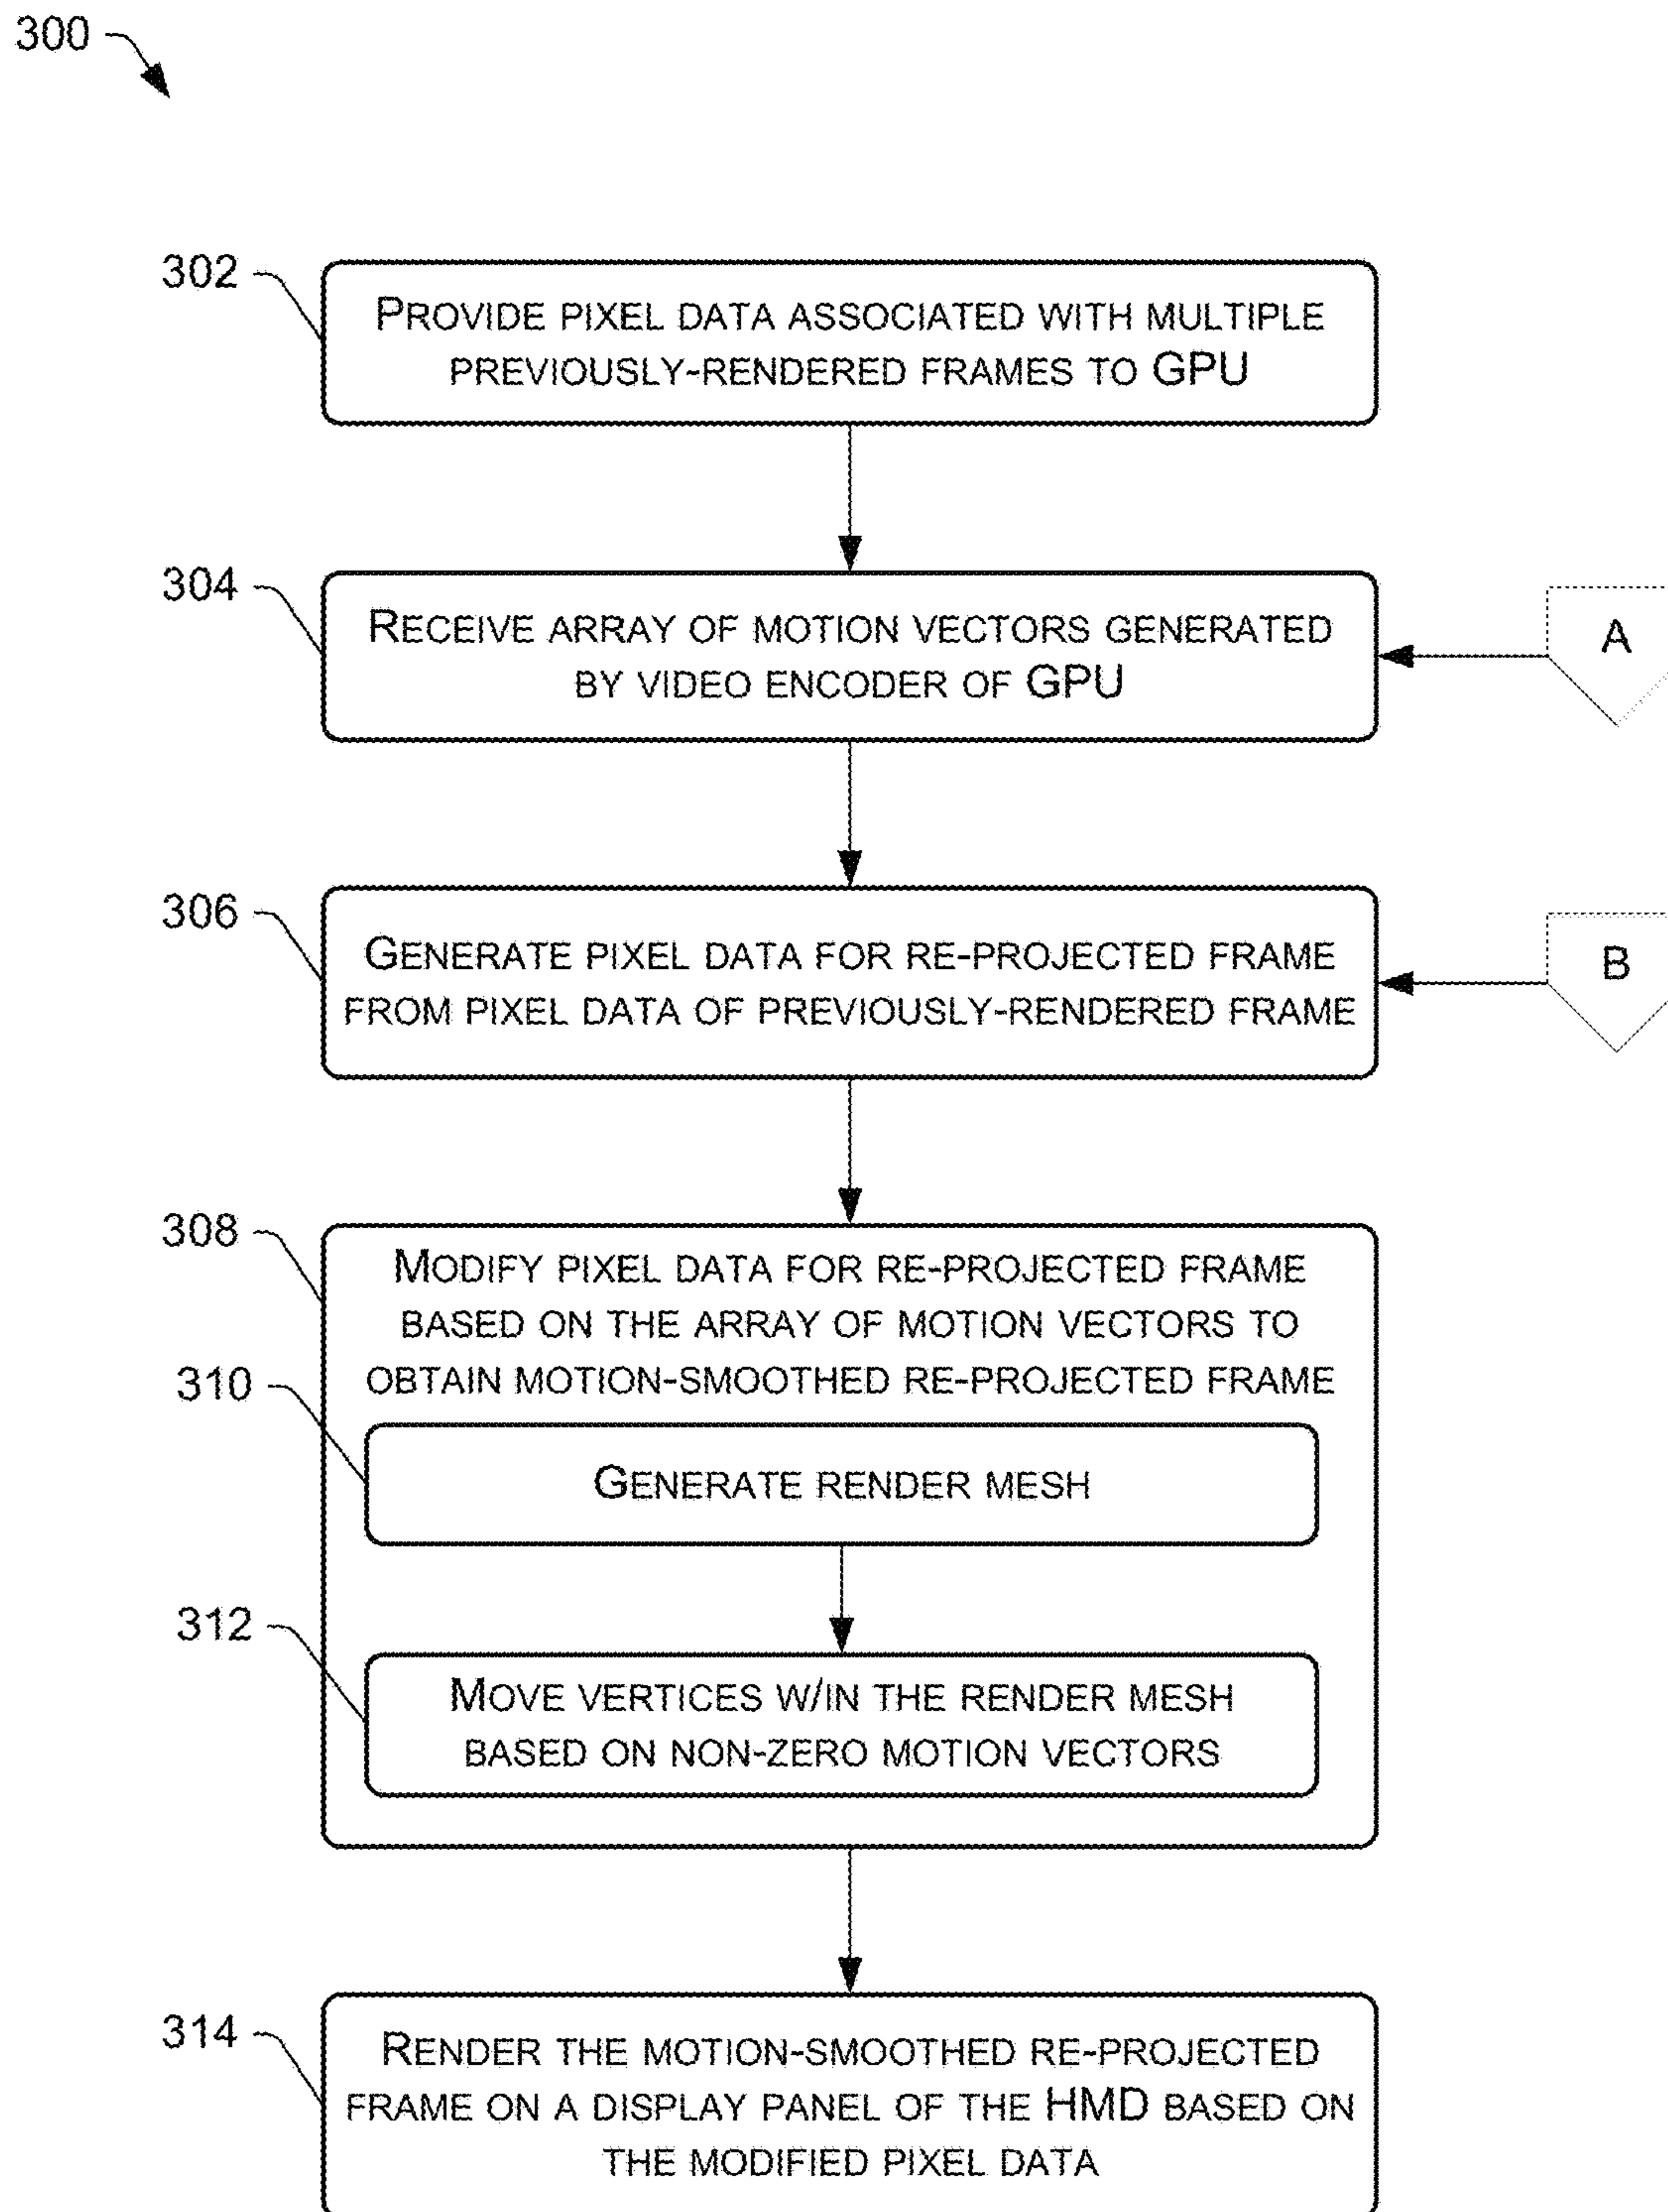 300
302
PROVIDE PIXEL DATA ASSOCIATED WITH MULTIPLE
PREVIOUSLY-RENDERED FRAMES TO GPU
304
RECEIVE ARRAY OF MOTION VECTORS GENERATED
BY VIDEO ENCODER OF GPU
A
306
GENERATE PIXEL DATA FOR RE-PROJECTED FRAME
FROM PIXEL DATA OF PREVIOUSLY-RENDERED FRAME
B
308
MODIFY PIXEL DATA FOR RE-PROJECTED FRAME
BASED ON THE ARRAY OF MOTION VECTORS TO
OBTAIN MOTION-SMOOTHED RE-PROJECTED FRAME
310
GENERATE RENDER MESH
312
MOVE VERTICES W/IN THE RENDER MESH
BASED ON NON-ZERO MOTION VECTORS
314
RENDER THE MOTION-SMOOTHED RE-PROJECTED
FRAME ON A DISPLAY PANEL OF THE HMD BASED ON
THE MODIFIED PIXEL DATA